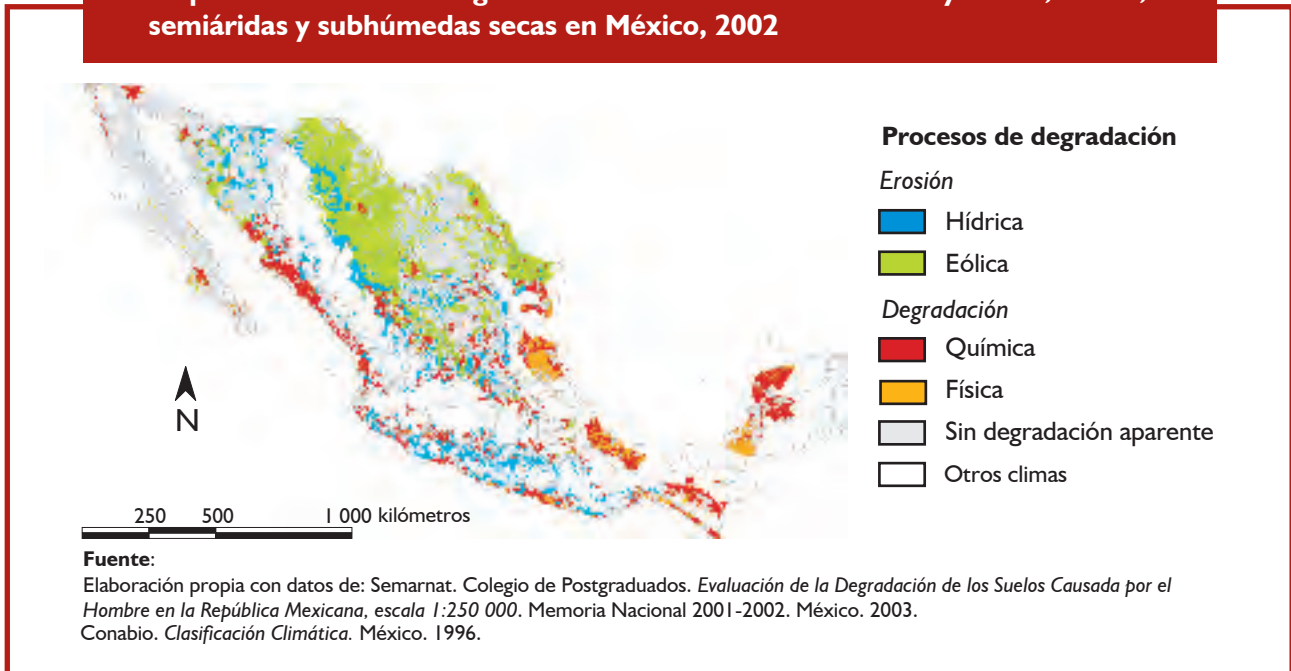 semiáridas y subhúmedas secas en México, 2002
Procesos de degradación
Erosión
Hídrica
Eólica
Degradación
Química
Física
Sin degradación aparente
Otros climas
N
250 500 1 000 kilómetros
Fuente:
Elaboración propia con datos de: Semarnat. Colegio de Postgraduados. Evaluación de la Degradación de los Suelos Causada por el
Hombre en la República Mexicana, escala 1:250 000. Memoria Nacional 2001-2002. México. 2003.
Conabio. Clasificación Climática. México. 1996.